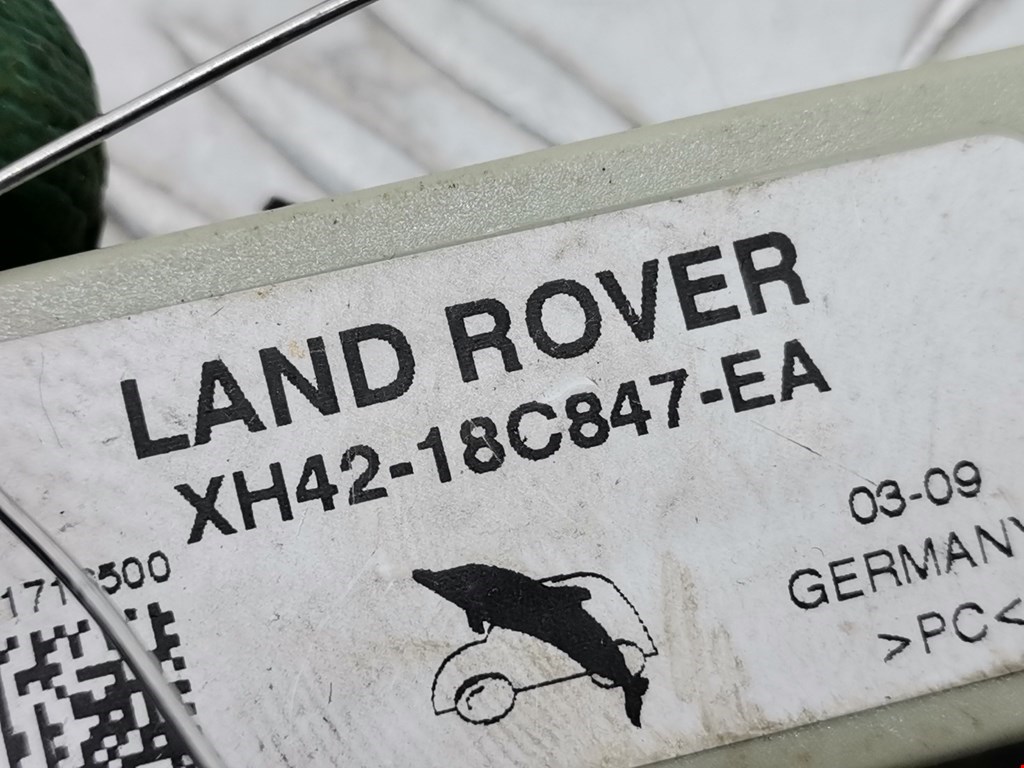 LAND ROVER
XH42-18C847-EA
03-09
GERMANY
>PC<